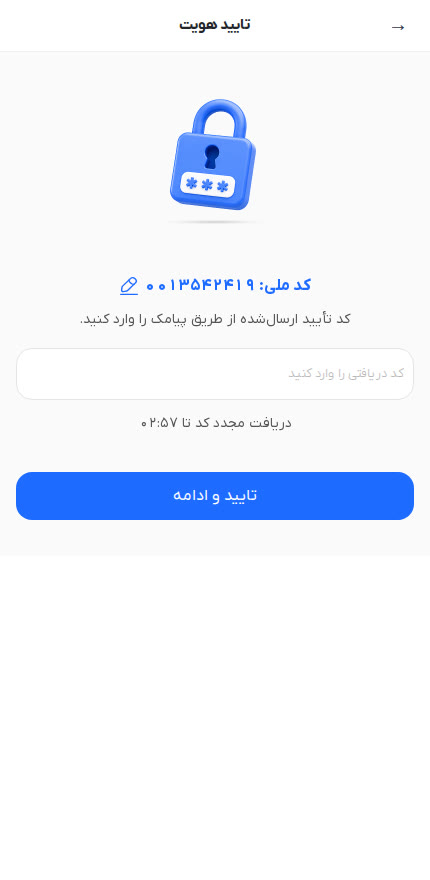 تایید هویت →
***
کد ملی: ۰۰۱۳۵۴۲۴۱۹
کد تأیید ارسال‌شده از طریق پیامک را وارد کنید.
کد دریافتی را وارد کنید
دریافت مجدد کد تا ۰۲:۵۷
تایید و ادامه